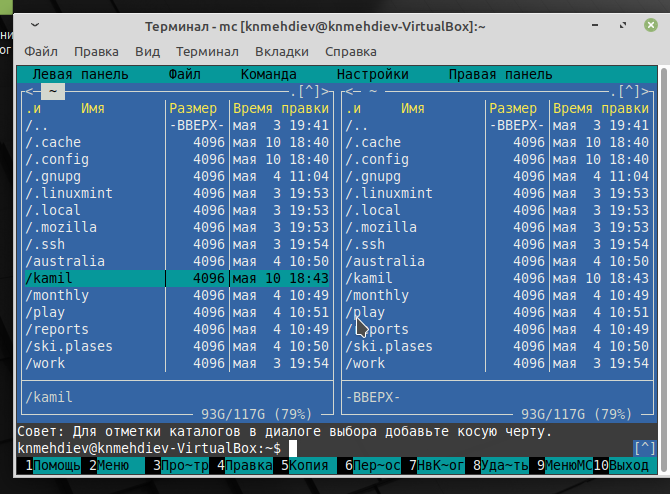 Терминал - mc [knmehdiev@knmehdiev-VirtualBox]:~
ни
ог
Файл Правка Вид Терминал Вкладки Справка
Левая панель Файл Команда Настройки Правая панель
<─ ~ .[^]> <─ ~ .[^]>
.и Имя Размер Время правки .и Имя Размер Время правки
/.. -ВВЕРХ- мая 3 19:41 /.. -ВВЕРХ- мая 3 19:41
/.cache 4096 мая 10 18:40 /.cache 4096 мая 10 18:40
/.config 4096 мая 10 18:40 /.config 4096 мая 10 18:40
/.gnupg 4096 мая 4 11:04 /.gnupg 4096 мая 4 11:04
/.linuxmint 4096 мая 3 19:53 /.linuxmint 4096 мая 3 19:53
/.local 4096 мая 3 19:53 /.local 4096 мая 3 19:53
/.mozilla 4096 мая 3 19:53 /.mozilla 4096 мая 3 19:53
/.ssh 4096 мая 3 19:54 /.ssh 4096 мая 3 19:54
/australia 4096 мая 4 10:50 /australia 4096 мая 4 10:50
/kamil 4096 мая 10 18:43 /kamil 4096 мая 10 18:43
/monthly 4096 мая 4 10:49 /monthly 4096 мая 4 10:49
/play 4096 мая 4 10:51 /play 4096 мая 4 10:51
/reports 4096 мая 4 10:49 /reports 4096 мая 4 10:49
/ski.plases 4096 мая 4 10:50 /ski.plases 4096 мая 4 10:50
/work 4096 мая 3 19:54 /work 4096 мая 3 19:54
/kamil -ВВЕРХ-
93G/117G (79%) 93G/117G (79%)
Совет: Для отметки каталогов в диалоге выбора добавьте косую черту.
knmehdiev@knmehdiev-VirtualBox:~$ [^]
1Помощь 2Меню 3Про~тр 4Правка 5Копия 6Пер~ос 7НвК~ог 8Уда~ть 9МенюМС 10Выход